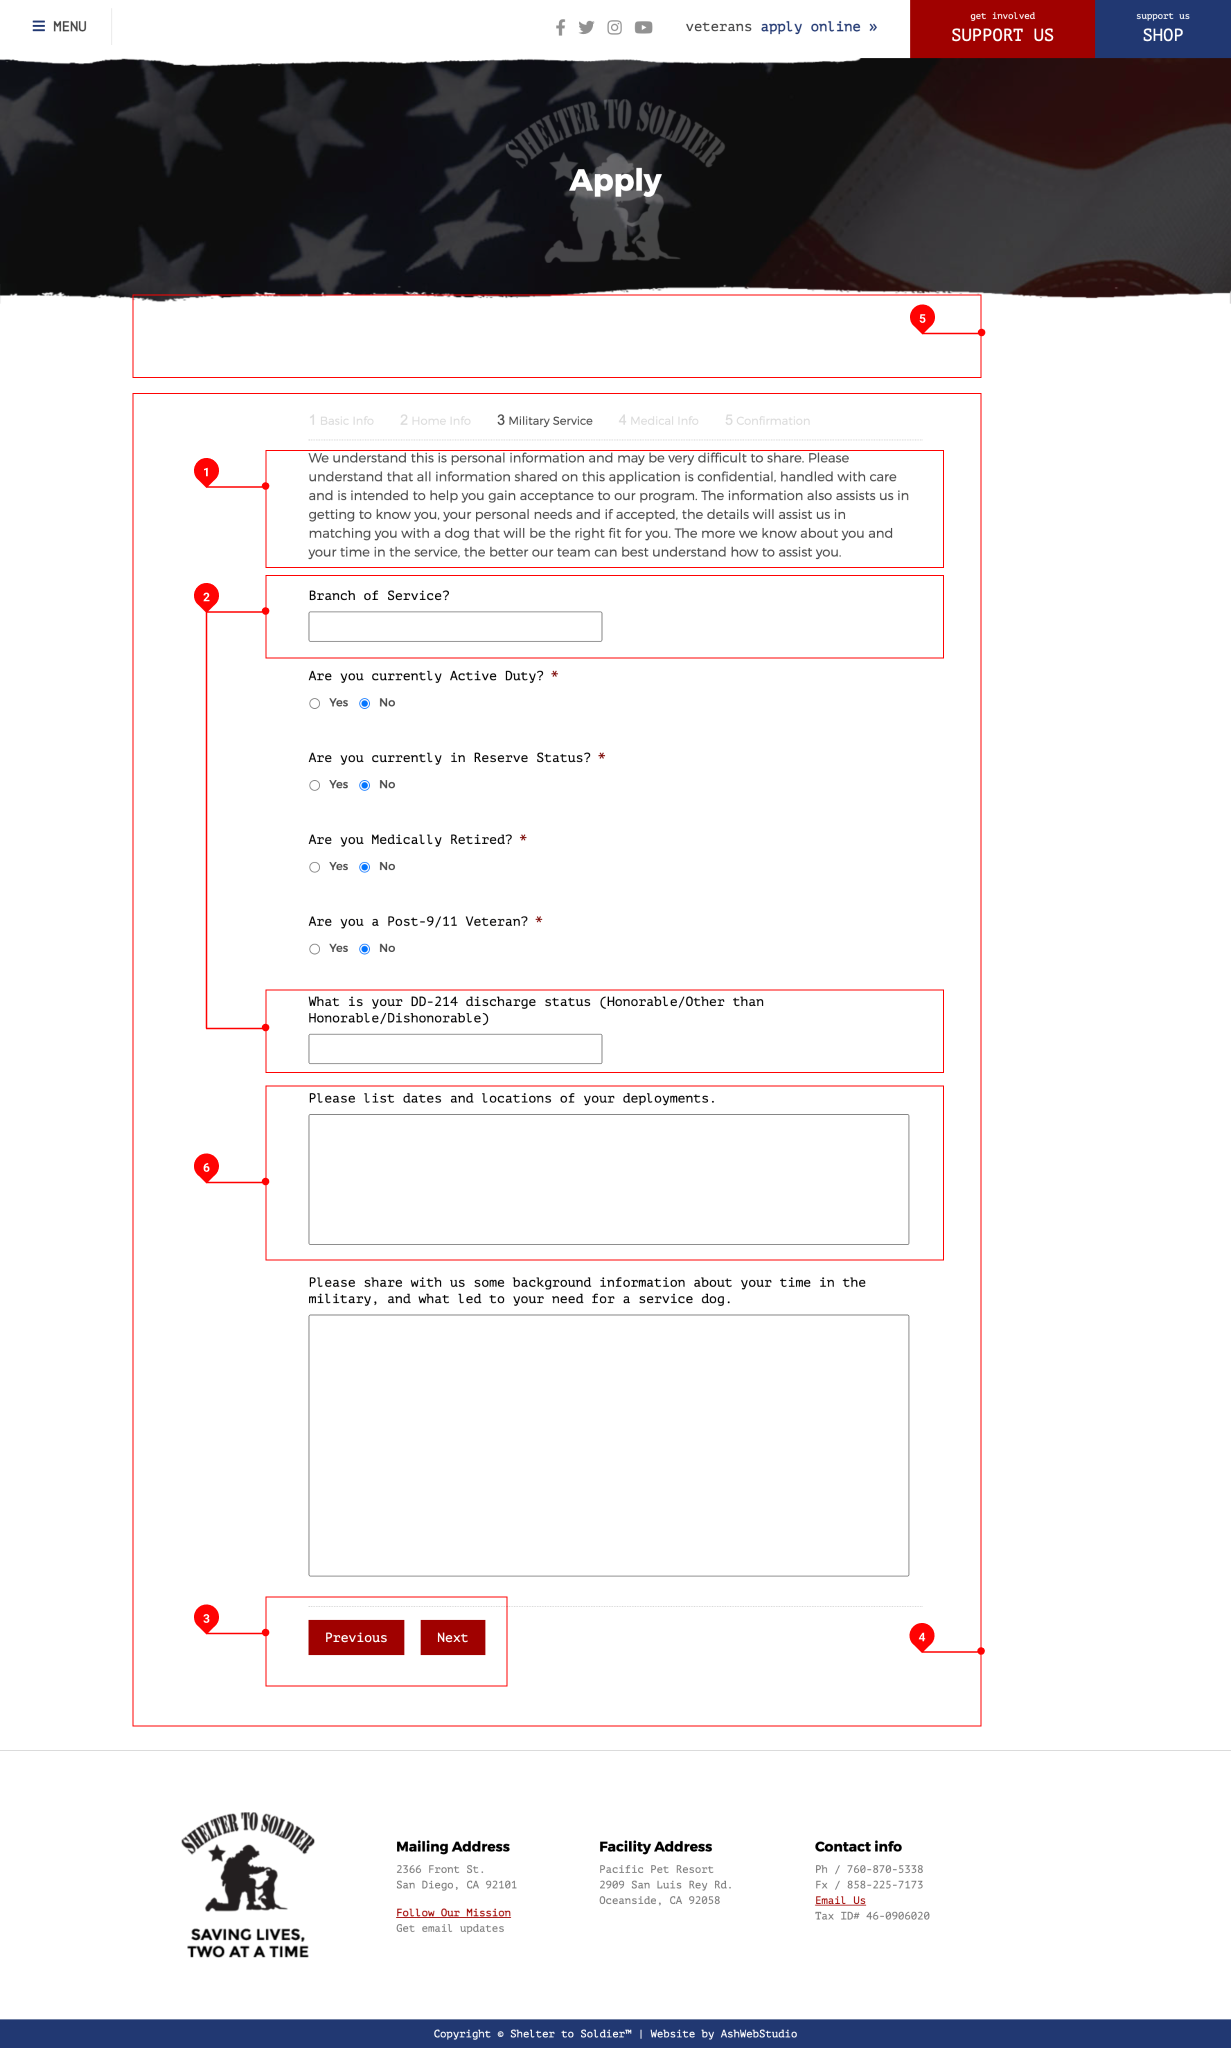 MENU
veterans apply online »
get involved
SUPPORT US
support us
SHOP
SHELTER TO SOLDIER
Apply
5
1 Basic Info 2 Home Info 3 Military Service 4 Medical Info 5 Confirmation
1
We understand this is personal information and may be very difficult to share. Please
understand that all information shared on this application is confidential, handled with care
and is intended to help you gain acceptance to our program. The information also assists us in
getting to know you, your personal needs and if accepted, the details will assist us in
matching you with a dog that will be the right fit for you. The more we know about you and
your time in the service, the better our team can best understand how to assist you.
2
Branch of Service?
Are you currently Active Duty? *
Yes No
Are you currently in Reserve Status? *
Yes No
Are you Medically Retired? *
Yes No
Are you a Post-9/11 Veteran? *
Yes No
What is your DD-214 discharge status (Honorable/Other than
Honorable/Dishonorable)
Please list dates and locations of your deployments.
6
Please share with us some background information about your time in the
military, and what led to your need for a service dog.
3
Previous Next
4
SHELTER TO SOLDIER
SAVING LIVES,
TWO AT A TIME
Mailing Address
2366 Front St.
San Diego, CA 92101
Follow Our Mission
Get email updates
Facility Address
Pacific Pet Resort
2909 San Luis Rey Rd.
Oceanside, CA 92058
Contact info
Ph / 760-870-5338
Fx / 858-225-7173
Email Us
Tax ID# 46-0906020
Copyright © Shelter to Soldier™ | Website by AshWebStudio